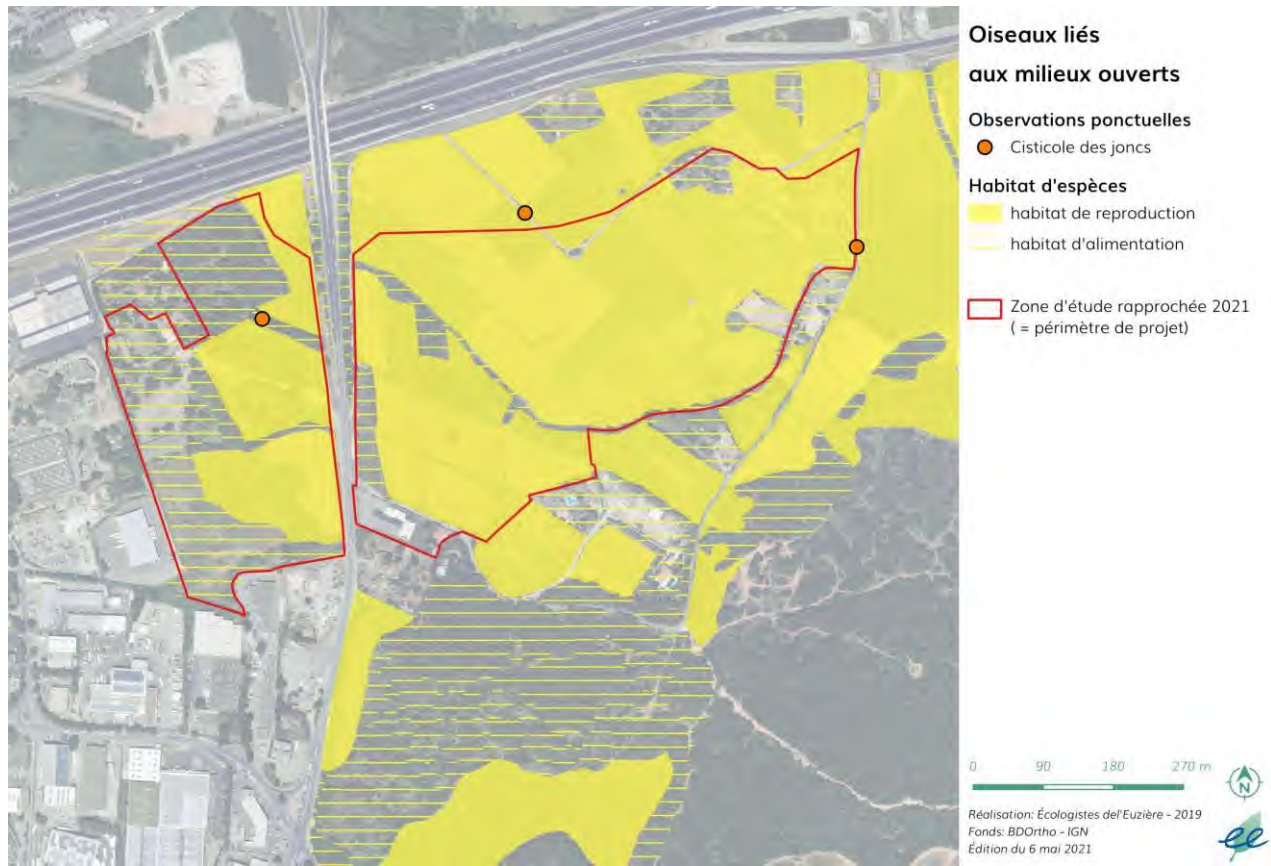 Oiseaux liés
aux milieux ouverts
Observations ponctuelles
Cisticole des joncs
Habitat d'espèces
habitat de reproduction
habitat d'alimentation
Zone d'étude rapprochée 2021
( = périmètre de projet)
0 90 180 270 m
N
Réalisation: Écologistes del'Euzière - 2019
Fonds: BDOrtho - IGN
Édition du 6 mai 2021
ee